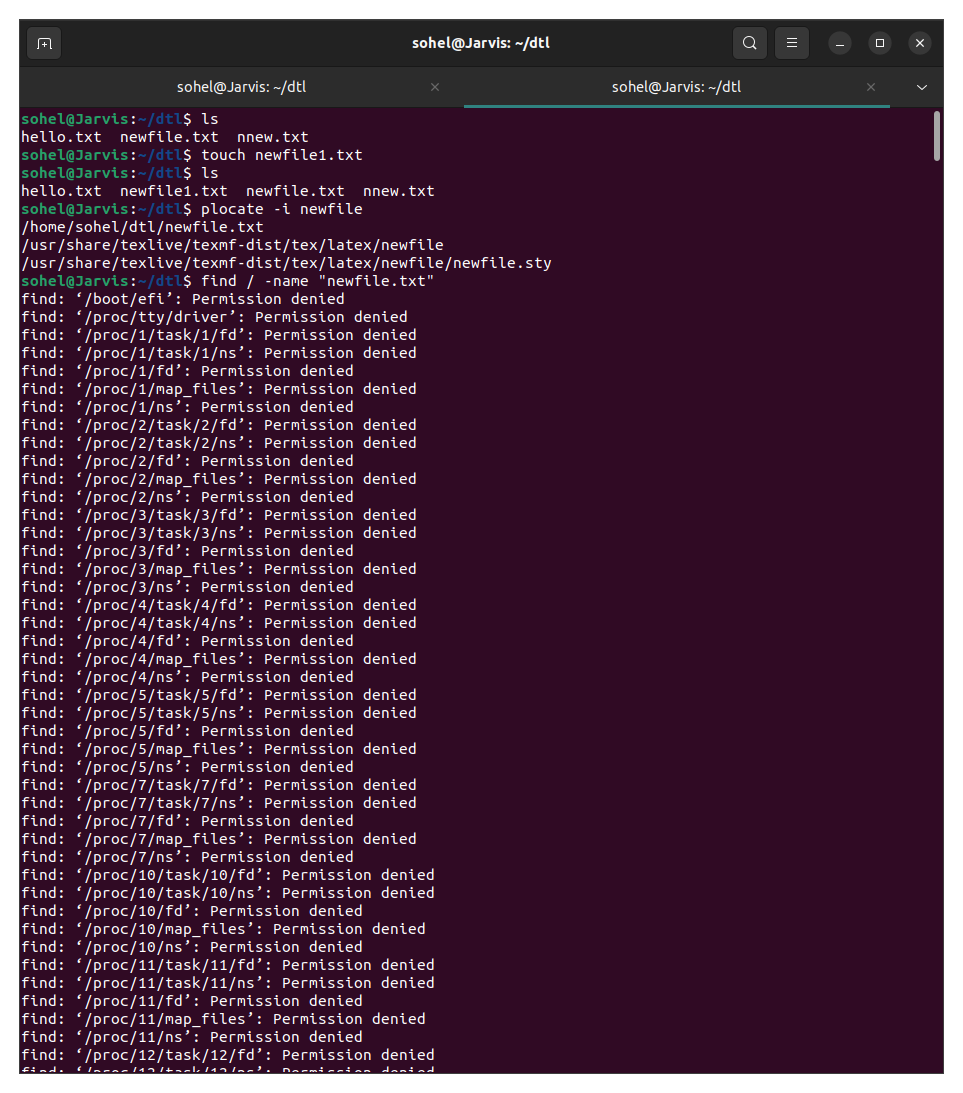 sohel@Jarvis: ~/dtl
sohel@Jarvis: ~/dtl
sohel@Jarvis: ~/dtl
sohel@Jarvis:~/dtl$ ls
hello.txt  newfile.txt  nnew.txt
sohel@Jarvis:~/dtl$ touch newfile1.txt
sohel@Jarvis:~/dtl$ ls
hello.txt  newfile1.txt  newfile.txt  nnew.txt
sohel@Jarvis:~/dtl$ plocate -i newfile
/home/sohel/dtl/newfile.txt
/usr/share/texlive/texmf-dist/tex/latex/newfile
/usr/share/texlive/texmf-dist/tex/latex/newfile/newfile.sty
sohel@Jarvis:~/dtl$ find / -name "newfile.txt"
find: ‘/boot/efi’: Permission denied
find: ‘/proc/tty/driver’: Permission denied
find: ‘/proc/1/task/1/fd’: Permission denied
find: ‘/proc/1/task/1/ns’: Permission denied
find: ‘/proc/1/fd’: Permission denied
find: ‘/proc/1/map_files’: Permission denied
find: ‘/proc/1/ns’: Permission denied
find: ‘/proc/2/task/2/fd’: Permission denied
find: ‘/proc/2/task/2/ns’: Permission denied
find: ‘/proc/2/fd’: Permission denied
find: ‘/proc/2/map_files’: Permission denied
find: ‘/proc/2/ns’: Permission denied
find: ‘/proc/3/task/3/fd’: Permission denied
find: ‘/proc/3/task/3/ns’: Permission denied
find: ‘/proc/3/fd’: Permission denied
find: ‘/proc/3/map_files’: Permission denied
find: ‘/proc/3/ns’: Permission denied
find: ‘/proc/4/task/4/fd’: Permission denied
find: ‘/proc/4/task/4/ns’: Permission denied
find: ‘/proc/4/fd’: Permission denied
find: ‘/proc/4/map_files’: Permission denied
find: ‘/proc/4/ns’: Permission denied
find: ‘/proc/5/task/5/fd’: Permission denied
find: ‘/proc/5/task/5/ns’: Permission denied
find: ‘/proc/5/fd’: Permission denied
find: ‘/proc/5/map_files’: Permission denied
find: ‘/proc/5/ns’: Permission denied
find: ‘/proc/7/task/7/fd’: Permission denied
find: ‘/proc/7/task/7/ns’: Permission denied
find: ‘/proc/7/fd’: Permission denied
find: ‘/proc/7/map_files’: Permission denied
find: ‘/proc/7/ns’: Permission denied
find: ‘/proc/10/task/10/fd’: Permission denied
find: ‘/proc/10/task/10/ns’: Permission denied
find: ‘/proc/10/fd’: Permission denied
find: ‘/proc/10/map_files’: Permission denied
find: ‘/proc/10/ns’: Permission denied
find: ‘/proc/11/task/11/fd’: Permission denied
find: ‘/proc/11/task/11/ns’: Permission denied
find: ‘/proc/11/fd’: Permission denied
find: ‘/proc/11/map_files’: Permission denied
find: ‘/proc/11/ns’: Permission denied
find: ‘/proc/12/task/12/fd’: Permission denied
find: ‘/proc/12/task/12/ns’: Permission denied